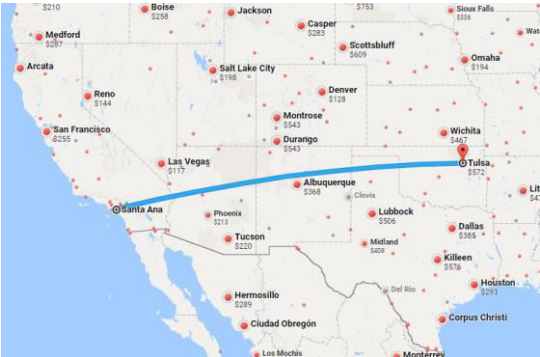 $210
Boise
$258
Jackson
$753
Sioux Falls
$336
Casper
$283
Medford
$287
Scottsbluff
$609
Omaha
$194
Arcata
Salt Lake City
$198
Reno
$144
Denver
$128
Montrose
$543
San Francisco
$255
Wichita
$467
Durango
$543
Las Vegas
$117
Tulsa
$572
Albuquerque
$368
Clovis
Santa Ana
Phoenix
$213
Lubbock
$506
Dallas
$385
Tucson
$220
Midland
$408
Killeen
$576
Houston
$293
Del Rio
Hermosillo
$289
Corpus Christi
Ciudad Obregón
Los Mochis
Monterrey